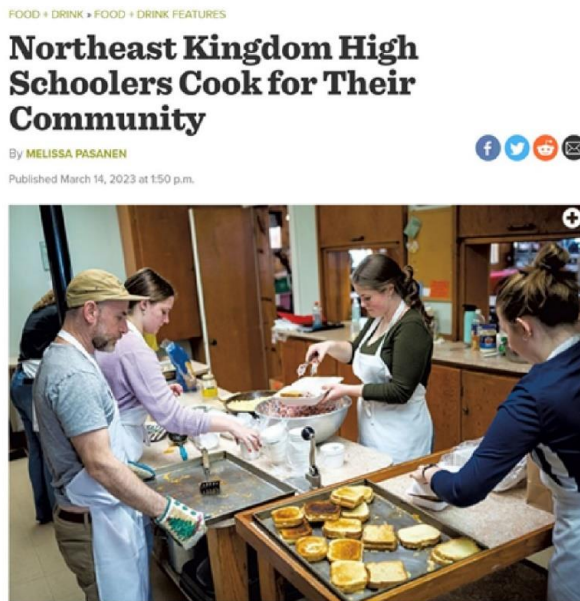 FOOD + DRINK » FOOD + DRINK FEATURES
Northeast Kingdom High
Schoolers Cook for Their
Community
By MELISSA PASANEN
Published March 14, 2023 at 1:50 p.m.